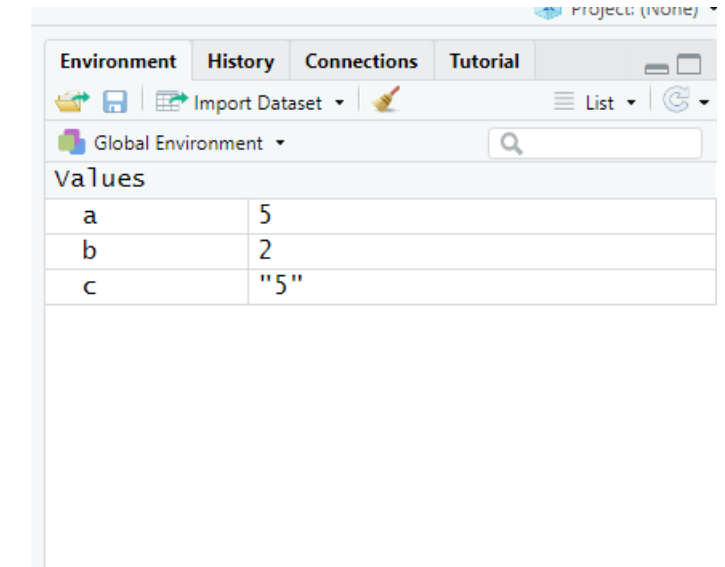 Project: (None)
Environment History Connections Tutorial
Import Dataset List
Global Environment
Values
a 5
b 2
c "5"